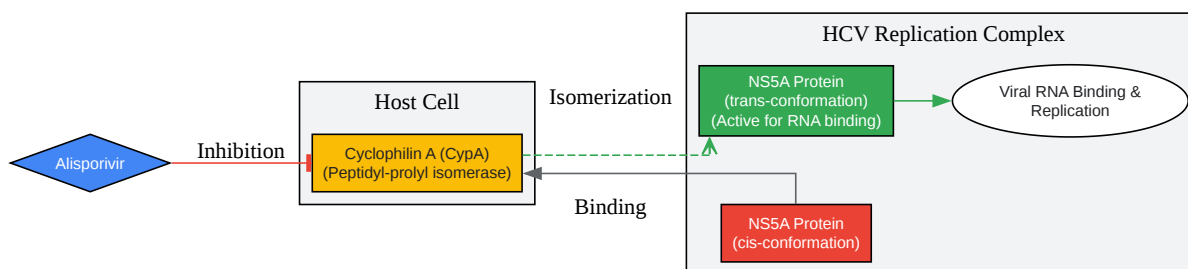 HCV Replication Complex
NS5A Protein
(trans-conformation)
(Active for RNA binding)
Viral RNA Binding &
Replication
Host Cell
Isomerization
Alisporivir
Inhibition
Cyclophilin A (CypA)
(Peptidyl-prolyl isomerase)
Binding
NS5A Protein
(cis-conformation)